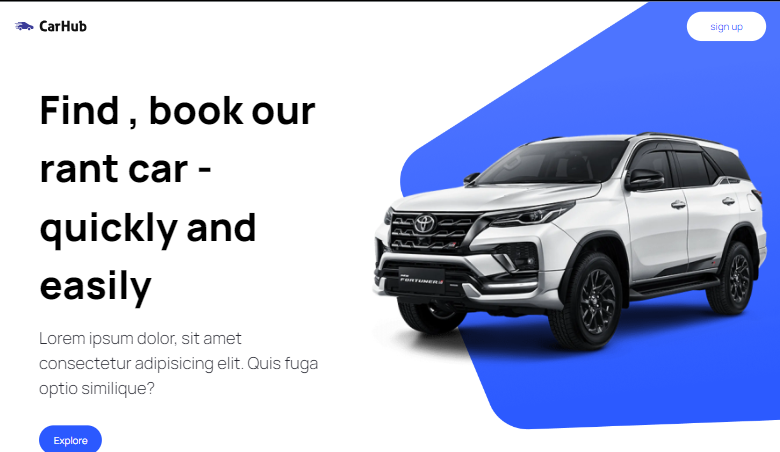 CarHub
sign up
Find , book our
rant car -
quickly and
easily
Lorem ipsum dolor, sit amet
consectetur adipisicing elit. Quis fuga
optio similique?
Explore
FORTUNER